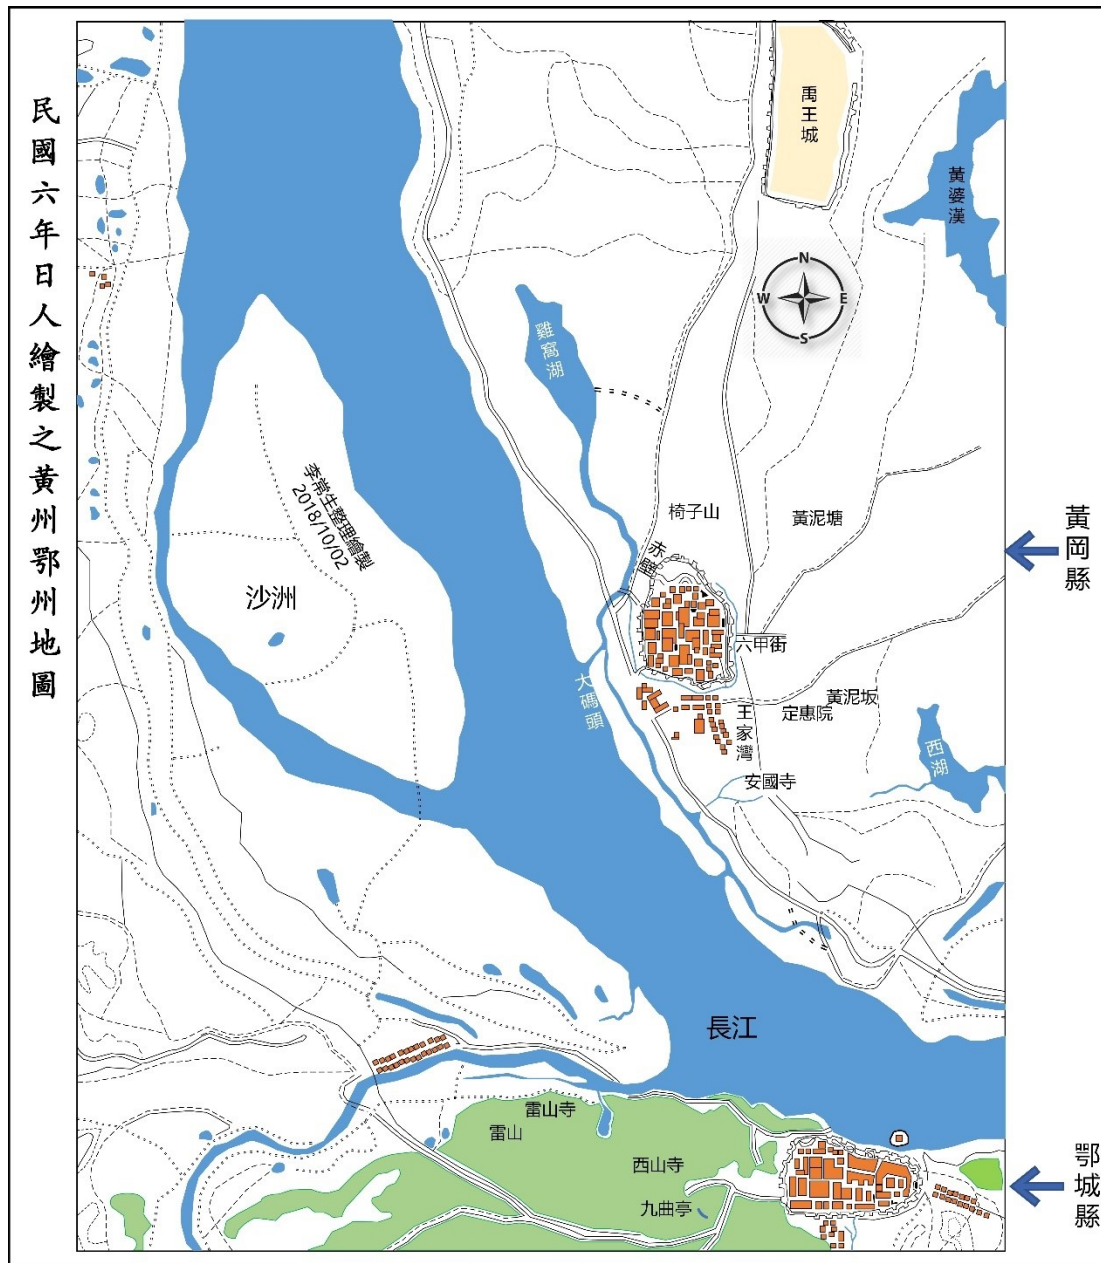 民國六年日人繪製之黃州鄂州地圖
禹王城
黃婆漢
N
W
E
S
雞窩湖
李常生整理繪製
2018/10/02
椅子山
黃泥塘
赤壁
黃岡縣
沙洲
六甲街
大碼頭
黃泥坂
定惠院
王家灣
西湖
安國寺
長江
雷山寺
雷山
西山寺
九曲亭
鄂城縣